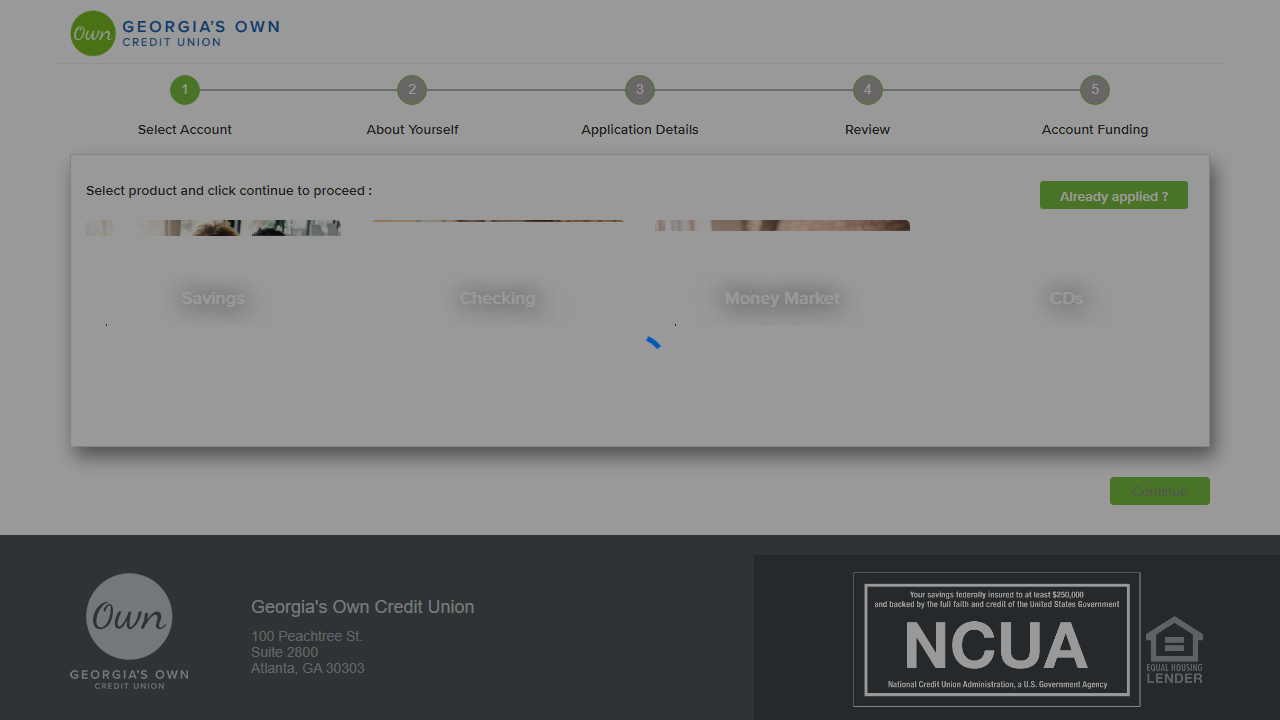 Own
GEORGIA'S OWN
CREDIT UNION
1
2
3
4
5
Select Account
About Yourself
Application Details
Review
Account Funding
Select product and click continue to proceed :
Already applied ?
Savings
Checking
Money Market
CDs
Continue
Own
GEORGIA'S OWN
CREDIT UNION
Georgia's Own Credit Union
100 Peachtree St.
Suite 2800
Atlanta, GA 30303
Your savings federally insured to at least $250,000
and backed by the full faith and credit of the United States Government
NCUA
National Credit Union Administration, a U.S. Government Agency
EQUAL HOUSING
LENDER